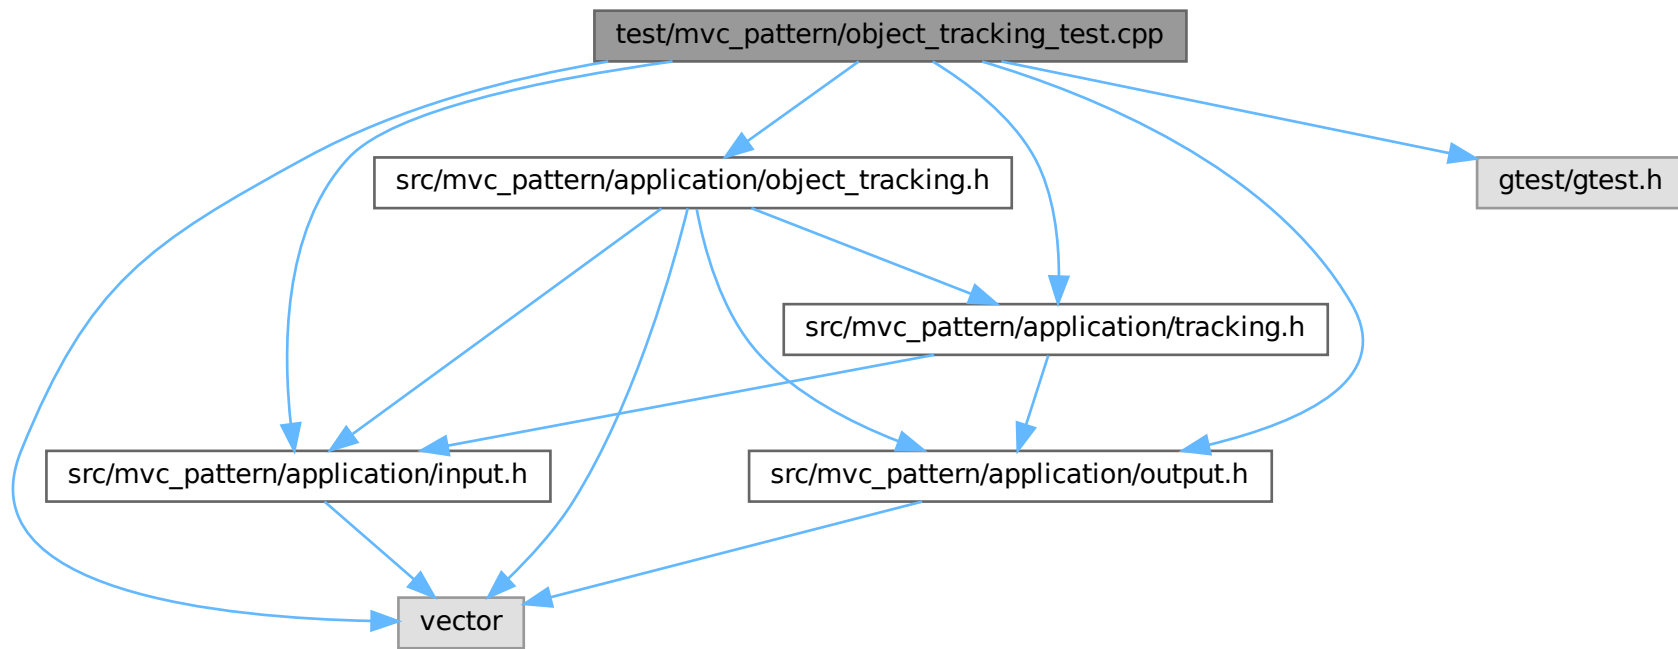 test/mvc_pattern/object_tracking_test.cpp
src/mvc_pattern/application/object_tracking.h
gtest/gtest.h
src/mvc_pattern/application/tracking.h
src/mvc_pattern/application/input.h
src/mvc_pattern/application/output.h
vector